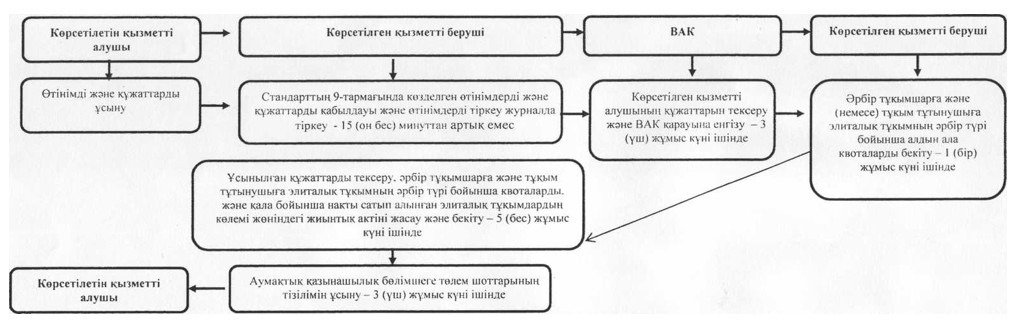 Көрсетілетін қызметті
алушы
Көрсетілген қызметті беруші
ВАК
Көрсетілген қызметті беруші
Өтінімді және құжаттарды
ұсыну
Стандарттың 9-тармағында көзделген өтінімдерді және
құжаттарды қабылдауы және өтінімдерді тіркеу журналда
тіркеу - 15 (он бес) минуттан артық емес
Көрсетілген қызметті
алушының құжаттарын тексеру
және ВАК қарауына енгізу – 3
(үш) жұмыс күні ішінде
Әрбір тұқымшарға және
(немесе) тұқым тұтынушыға
элиталық тұқымның әрбір түрі
бойынша алдын ала
квоталарды бекіту – 1 (бір)
жұмыс күні ішінде
Ұсынылған құжаттарды тексеру, әрбір тұқымшарға және тұқым
тұтынушыға элиталық тұқымның әрбір түрі бойынша квоталарды,
және қала бойынша нақты сатып алынған элиталық тұқымдардың
көлемі жөніндегі жиынтық актіні жасау және бекіту – 5 (бес) жұмыс
күні ішінде
Көрсетілетін қызметті
алушы
Аумақтық қазынашылық бөлімшеге төлем шоттарының
тізілімін ұсыну – 3 (үш) жұмыс күні ішінде